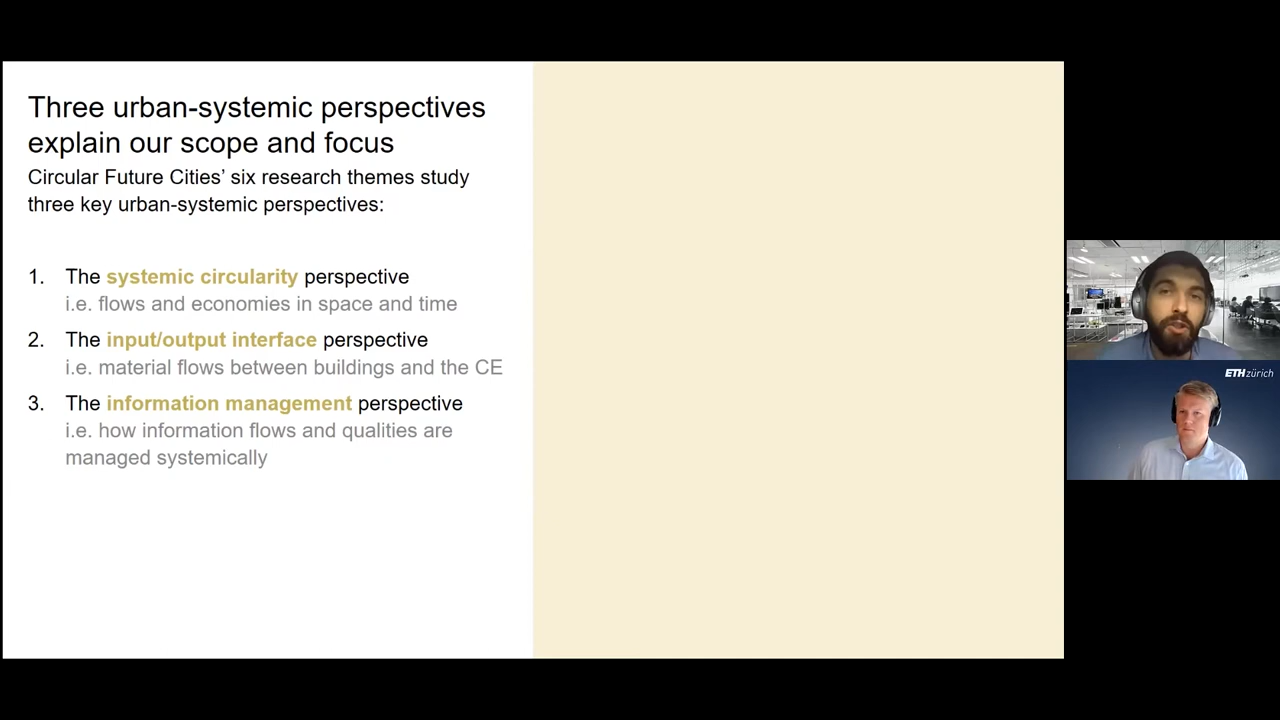 Three urban-systemic perspectives
explain our scope and focus
Circular Future Cities’ six research themes study
three key urban-systemic perspectives:
1. The systemic circularity perspective
i.e. flows and economies in space and time
2. The input/output interface perspective
i.e. material flows between buildings and the CE
3. The information management perspective
i.e. how information flows and qualities are
managed systemically
ETH zürich